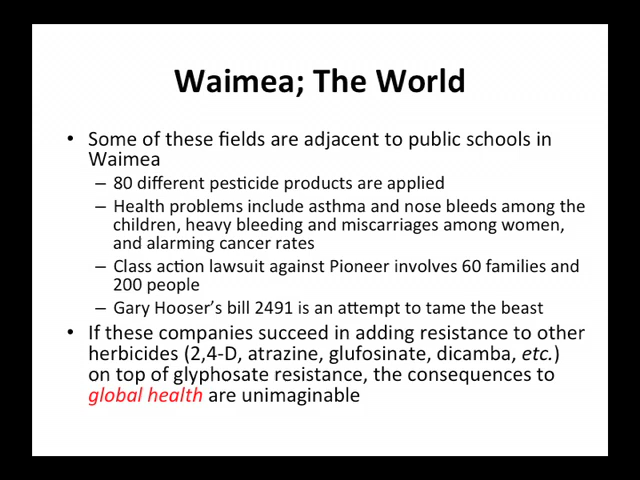 Waimea; The World
• Some of these fields are adjacent to public schools in
Waimea
– 80 different pesticide products are applied
– Health problems include asthma and nose bleeds among the
children, heavy bleeding and miscarriages among women,
and alarming cancer rates
– Class action lawsuit against Pioneer involves 60 families and
200 people
– Gary Hooser's bill 2491 is an attempt to tame the beast
• If these companies succeed in adding resistance to other
herbicides (2,4-D, atrazine, glufosinate, dicamba, etc.)
on top of glyphosate resistance, the consequences to
global health are unimaginable